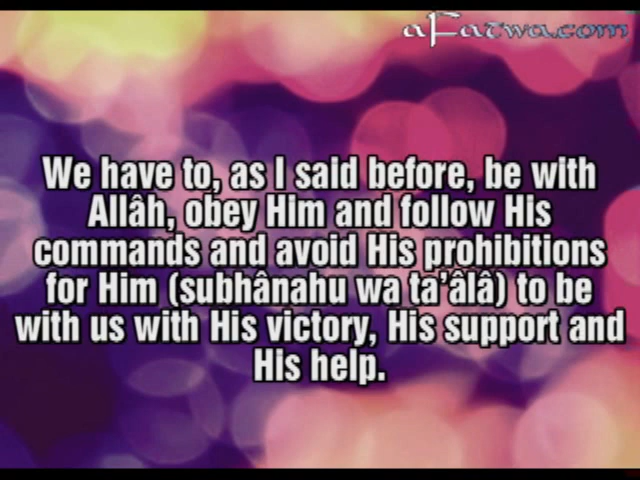 aFatwa.com
We have to, as I said before, be with
Allâh, obey Him and follow His
commands and avoid His prohibitions
for Him (subhânahu wa ta'âlâ) to be
with us with His victory, His support and
His help.